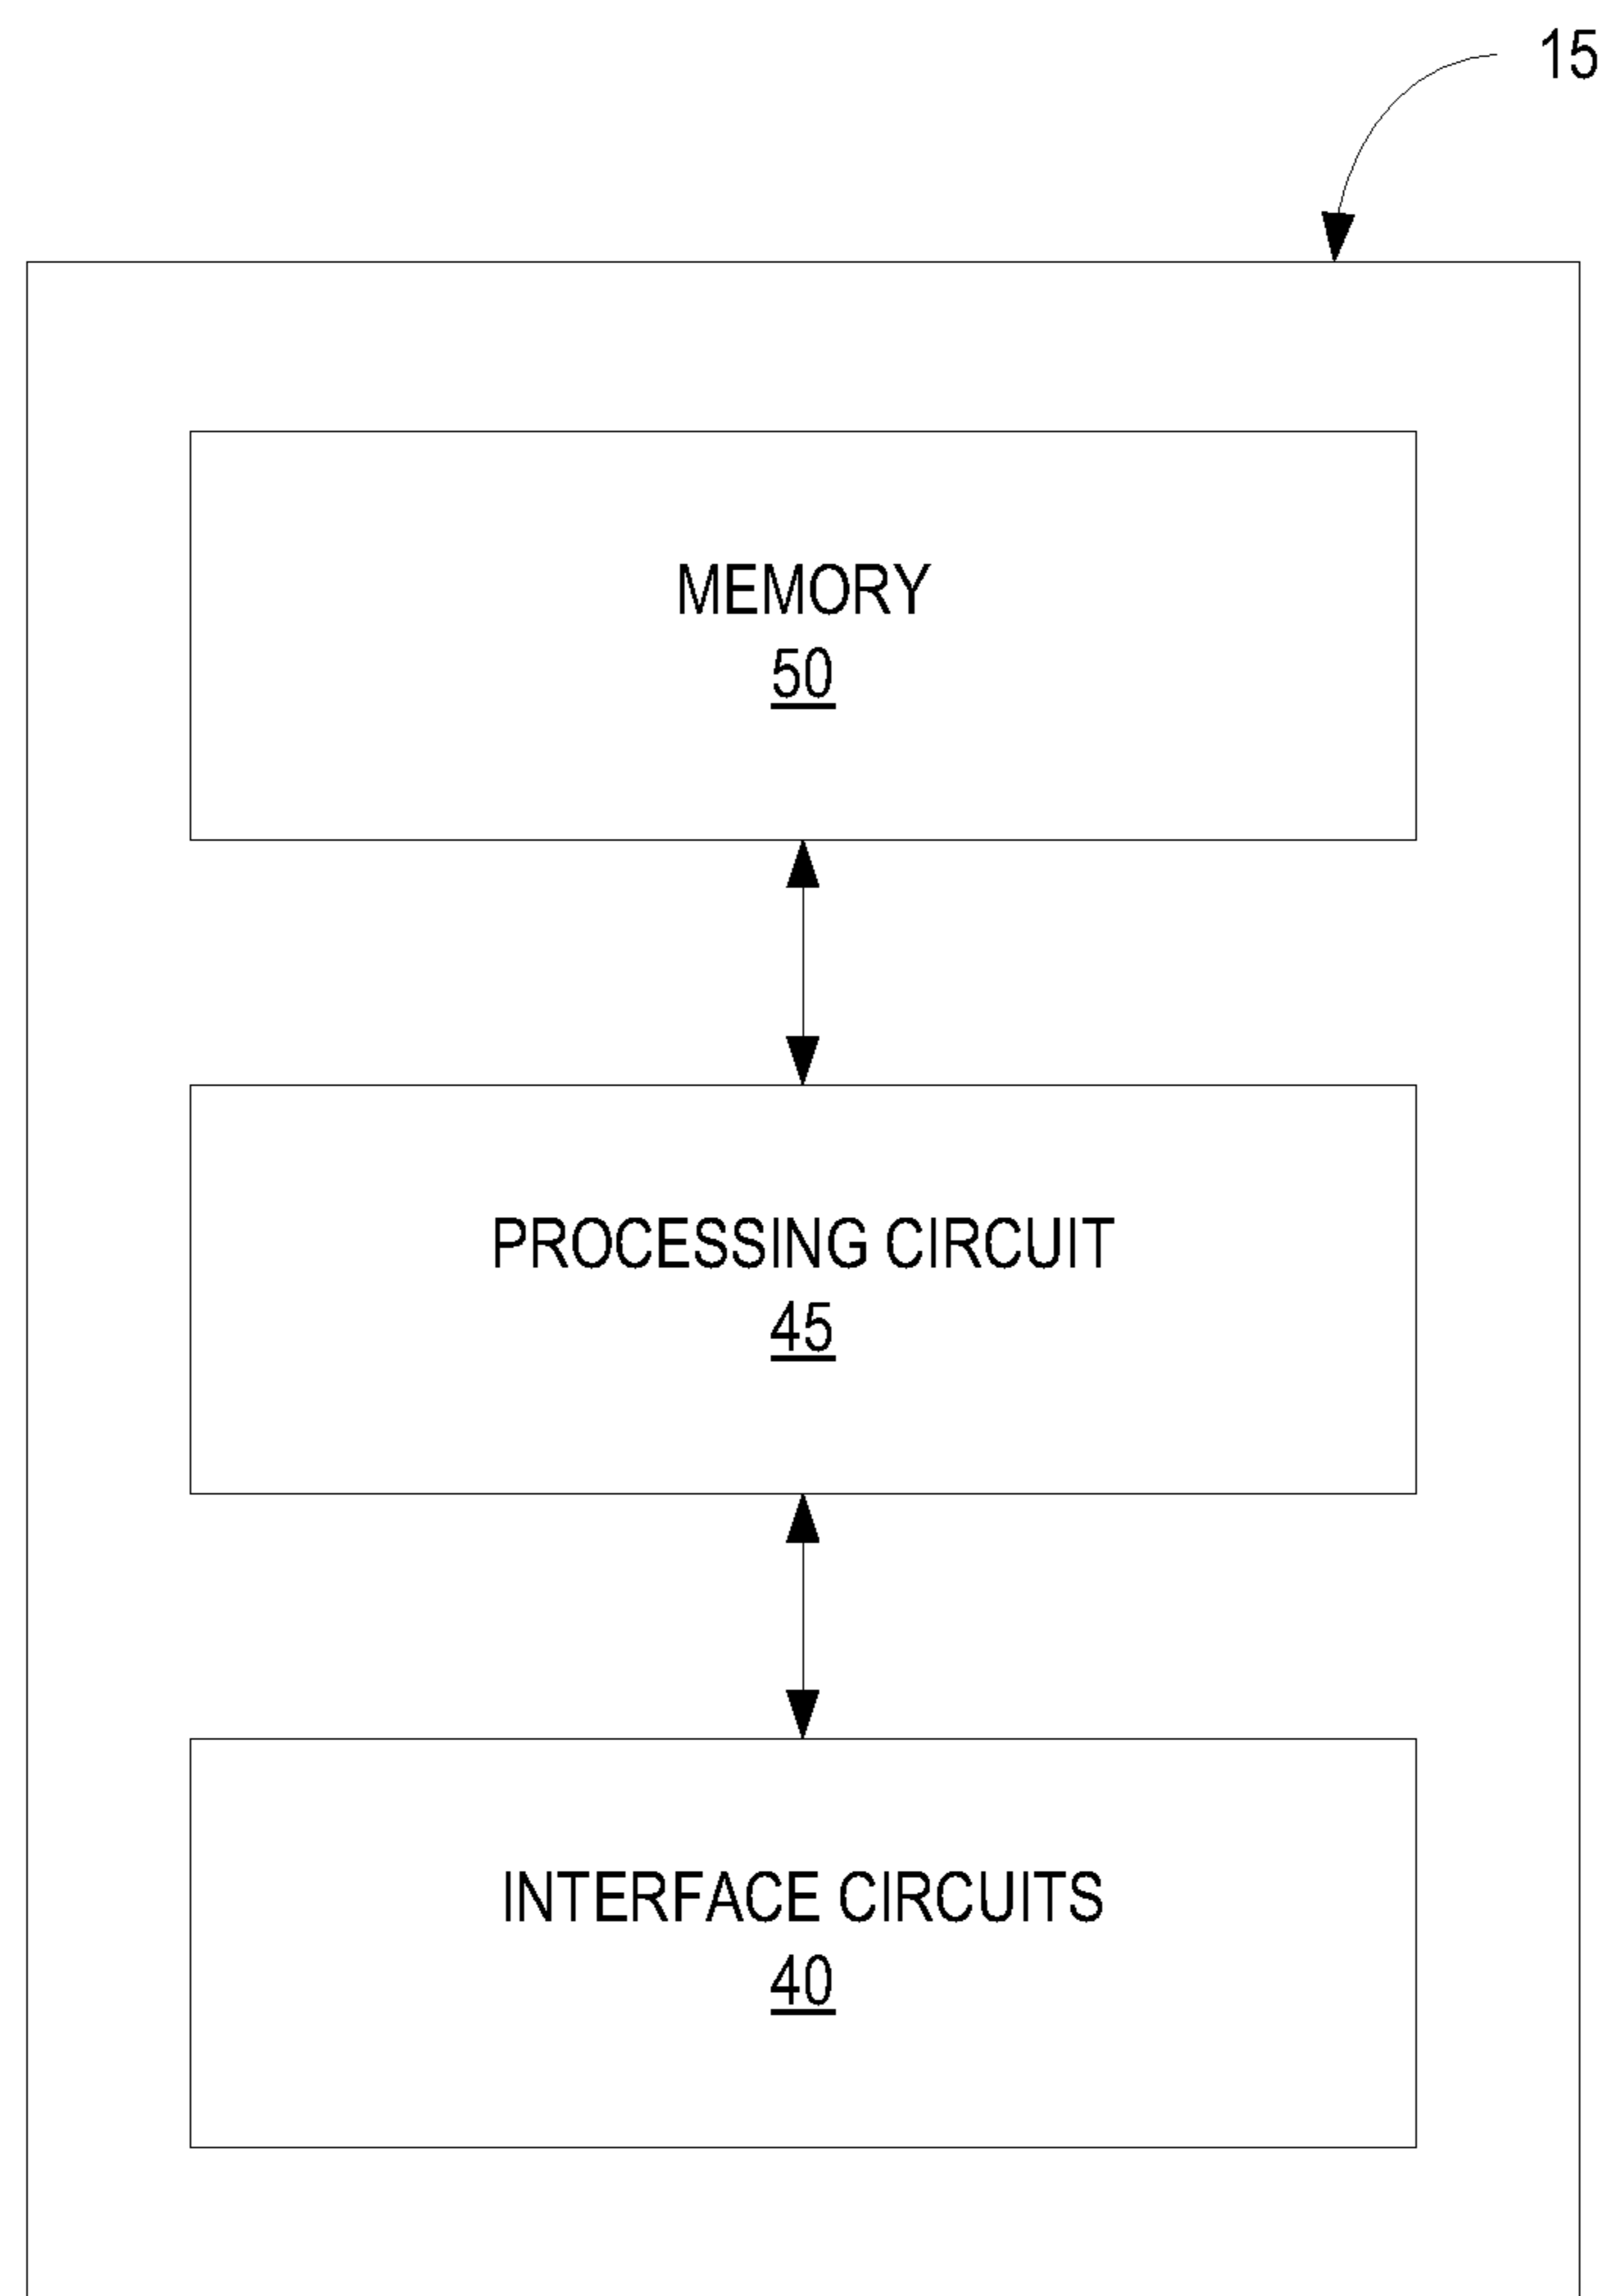 15
MEMORY
50
PROCESSING CIRCUIT
45
INTERFACE CIRCUITS
40